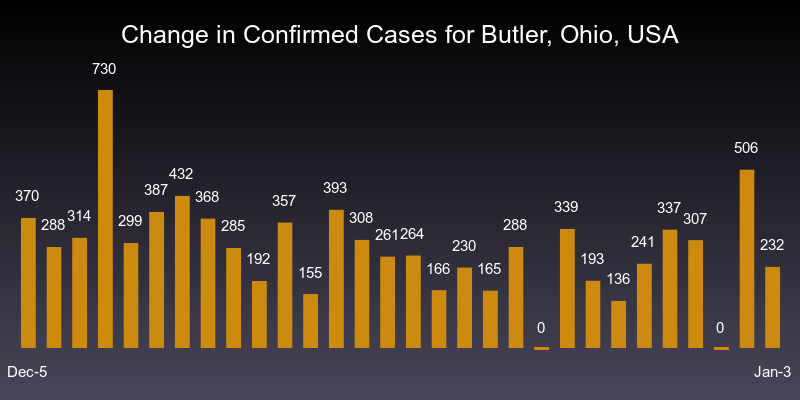 Change in Confirmed Cases for Butler, Ohio, USA
730
506
432
370 387 368 393
288 314 299 285 357 308 288 339 337 307
192 155 261 264 166 230 165 193 136 241 232
0 0
Dec-5 Jan-3